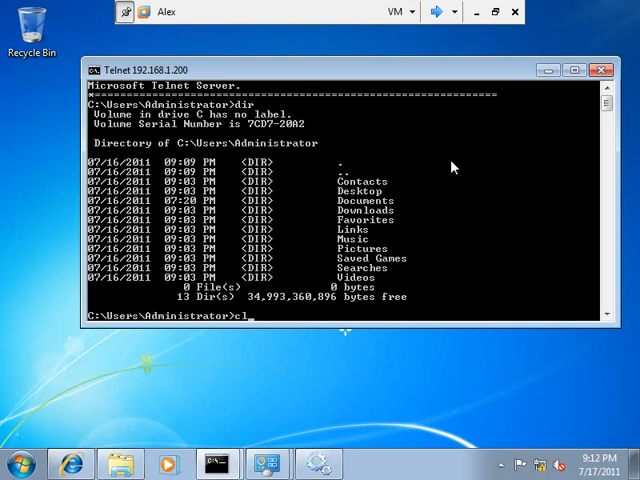 Alex
VM
Recycle Bin
Telnet 192.168.1.200
Microsoft Telnet Server.
*===============================================================
C:\Users\Administrator>dir
Volume in drive C has no label.
Volume Serial Number is 7CD7-20A2
Directory of C:\Users\Administrator
07/16/2011 09:09 PM <DIR> .
07/16/2011 09:09 PM <DIR> ..
07/16/2011 09:03 PM <DIR> Contacts
07/16/2011 09:03 PM <DIR> Desktop
07/16/2011 07:20 PM <DIR> Documents
07/16/2011 09:03 PM <DIR> Downloads
07/16/2011 09:03 PM <DIR> Favorites
07/16/2011 09:03 PM <DIR> Links
07/16/2011 09:03 PM <DIR> Music
07/16/2011 09:03 PM <DIR> Pictures
07/16/2011 09:03 PM <DIR> Saved Games
07/16/2011 09:03 PM <DIR> Searches
07/16/2011 09:03 PM <DIR> Videos
0 File(s) 0 bytes
13 Dir(s) 34,993,360,896 bytes free
C:\Users\Administrator>cl_
9:12 PM
7/17/2011